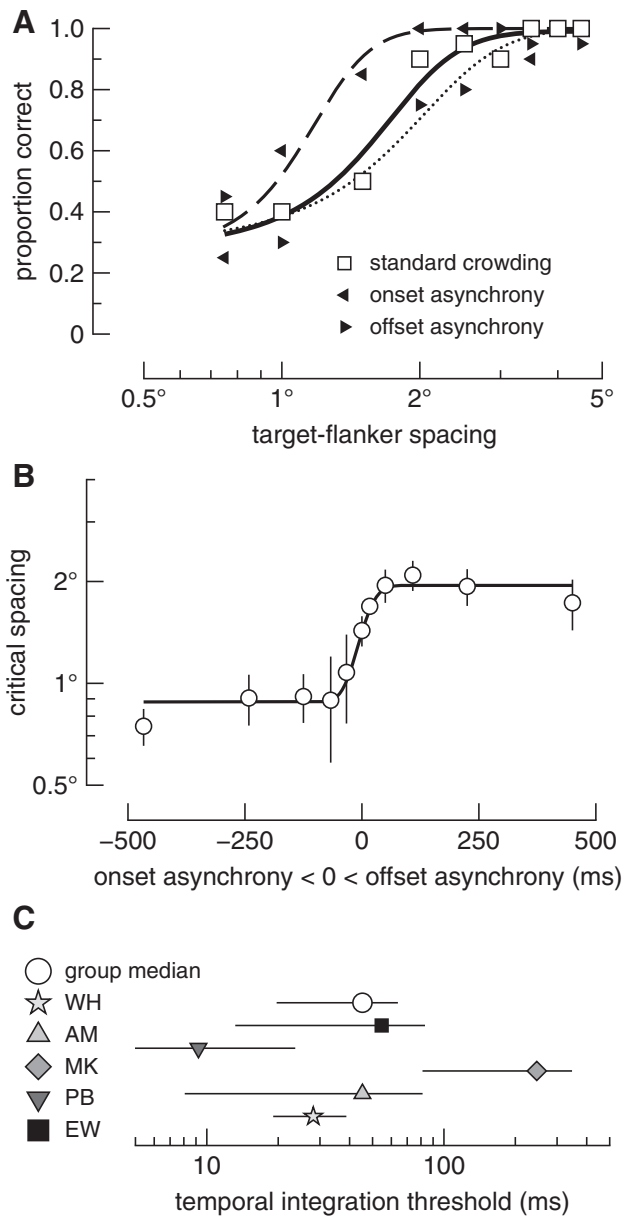 A
1.0
0.8
0.6
0.4
0.2
0
proportion correct
standard crowding
onset asynchrony
offset asynchrony
0.5° 1° 2° 5°
target-flanker spacing
B
2°
1°
0.5°
critical spacing
−500 −250 0 250 500
onset asynchrony < 0 < offset asynchrony (ms)
C
group median
WH
AM
MK
PB
EW
10 100
temporal integration threshold (ms)